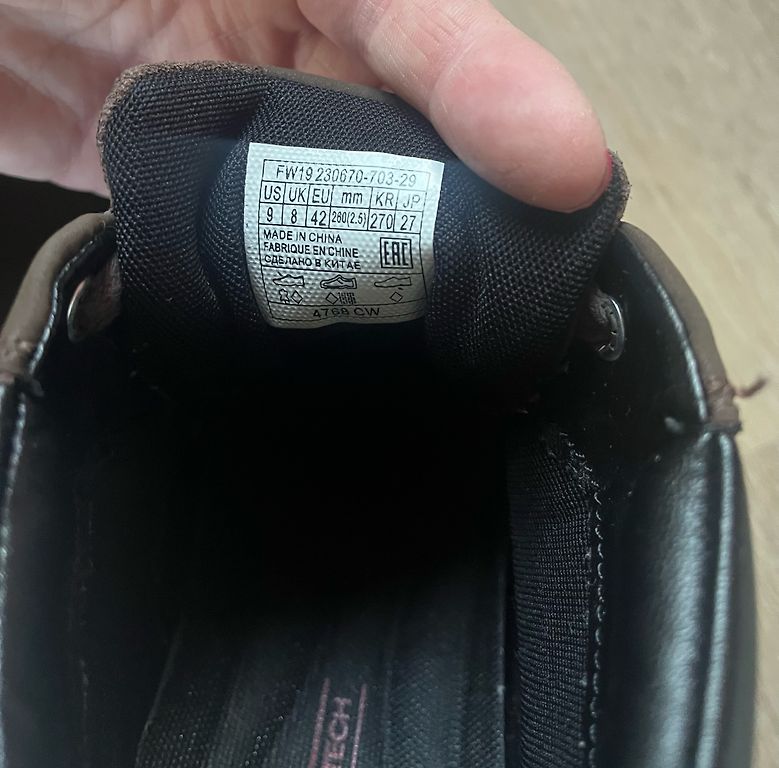 FW19 230670-703-29
US UK EU mm KR JP
9 8 42 260(2.5) 270 27
MADE IN CHINA
FABRIQUE EN CHINE
СДЕЛАНО В КИТАЕ
EAC
4768 CW
TECH